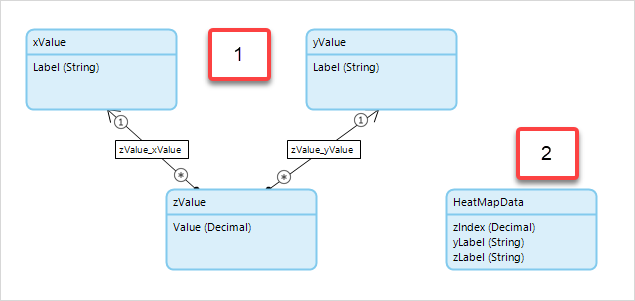 xValue
Label (String)
1
yValue
Label (String)
1
1
zValue_xValue
zValue_yValue
*
*
2
zValue
Value (Decimal)
HeatMapData
zIndex (Decimal)
yLabel (String)
zLabel (String)